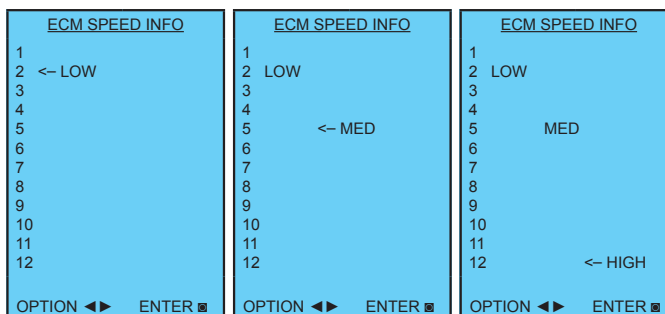 ECM SPEED INFO
1
2 <– LOW
3
4
5
6
7
8
9
10
11
12
OPTION ◄► ENTER ◙
ECM SPEED INFO
1
2 LOW
3
4
5 <– MED
6
7
8
9
10
11
12
OPTION ◄► ENTER ◙
ECM SPEED INFO
1
2 LOW
3
4
5 MED
6
7
8
9
10
11
12 <– HIGH
OPTION ◄► ENTER ◙